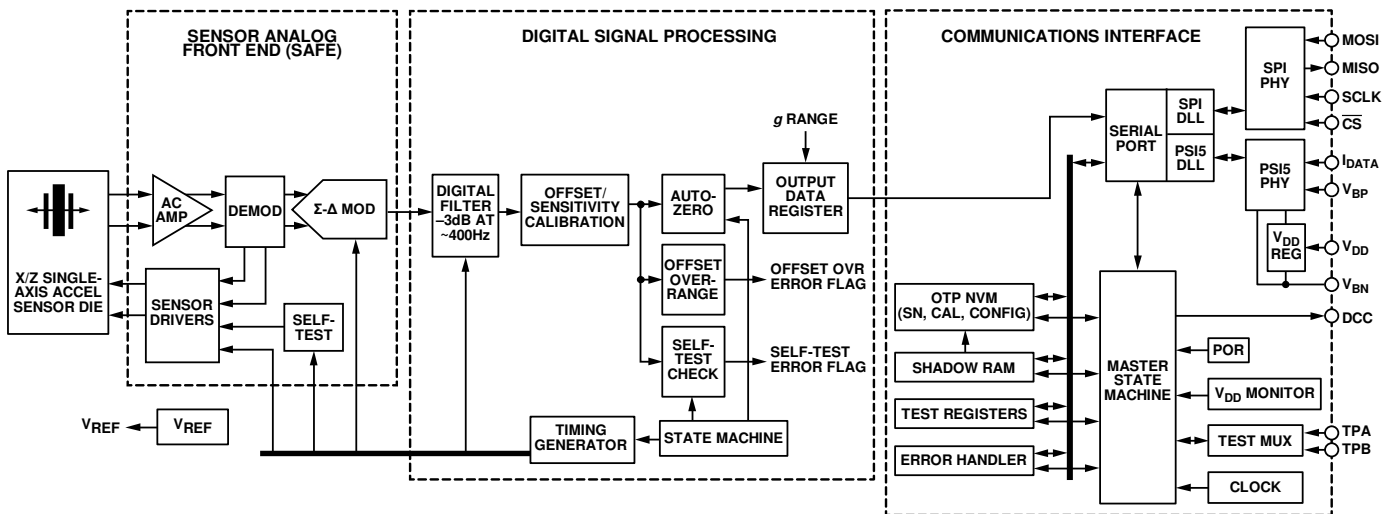 SENSOR ANALOG
FRONT END (SAFE)
DIGITAL SIGNAL PROCESSING
COMMUNICATIONS INTERFACE
X/Z SINGLE-
AXIS ACCEL
SENSOR DIE
AC
AMP
DEMOD
Σ-Δ MOD
SENSOR
DRIVERS
SELF-
TEST
VREF
VREF
DIGITAL
FILTER
–3dB AT
~400Hz
OFFSET/
SENSITIVITY
CALIBRATION
AUTO-
ZERO
g RANGE
OUTPUT
DATA
REGISTER
OFFSET
OVER-
RANGE
OFFSET OVR
ERROR FLAG
SELF-
TEST
CHECK
SELF-TEST
ERROR FLAG
TIMING
GENERATOR
STATE MACHINE
SERIAL
PORT
SPI
DLL
PSI5
DLL
SPI
PHY
PSI5
PHY
VDD
REG
MOSI
MISO
SCLK
CS
IDATA
VBP
VDD
VBN
DCC
OTP NVM
(SN, CAL, CONFIG)
SHADOW RAM
TEST REGISTERS
ERROR HANDLER
MASTER
STATE
MACHINE
POR
VDD MONITOR
TEST MUX
CLOCK
TPA
TPB